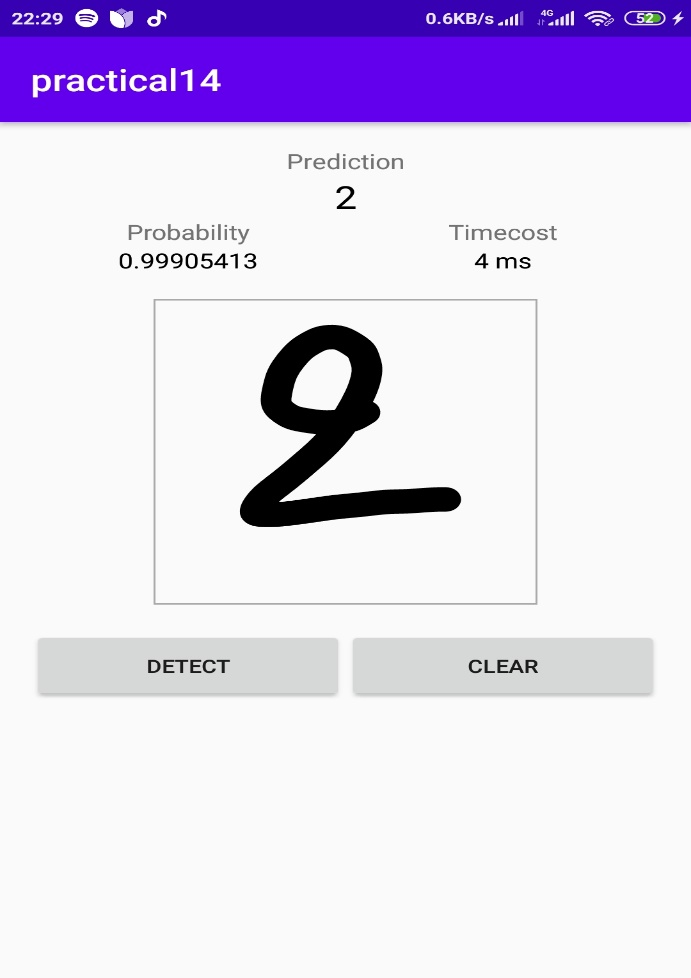 22:29 0.6KB/s 4G 52
practical14
Prediction
2
Probability Timecost
0.99905413 4 ms
2
DETECT CLEAR